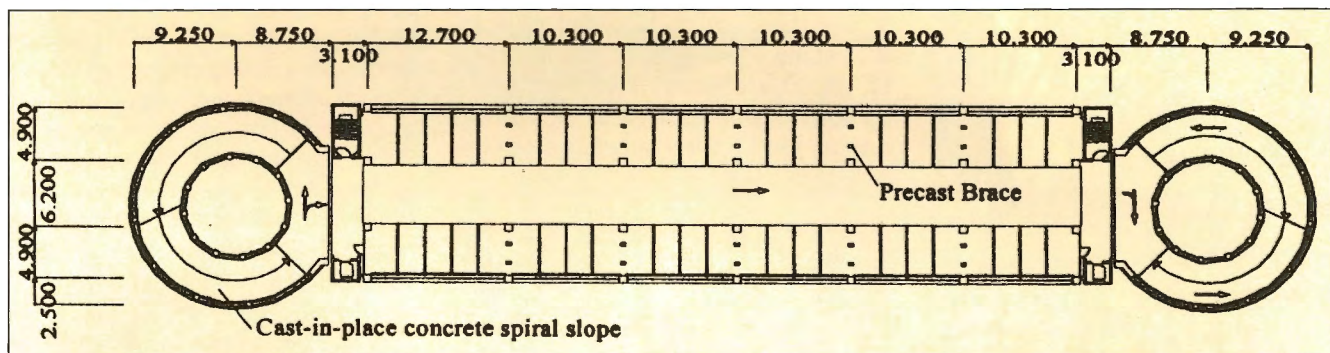 9.250 8.750 12.700 10.300 10.300 10.300 10.300 10.300 8.750 9.250
3.100 3.100
4.900
6.200
4.900
2.500
Precast Brace
Cast-in-place concrete spiral slope